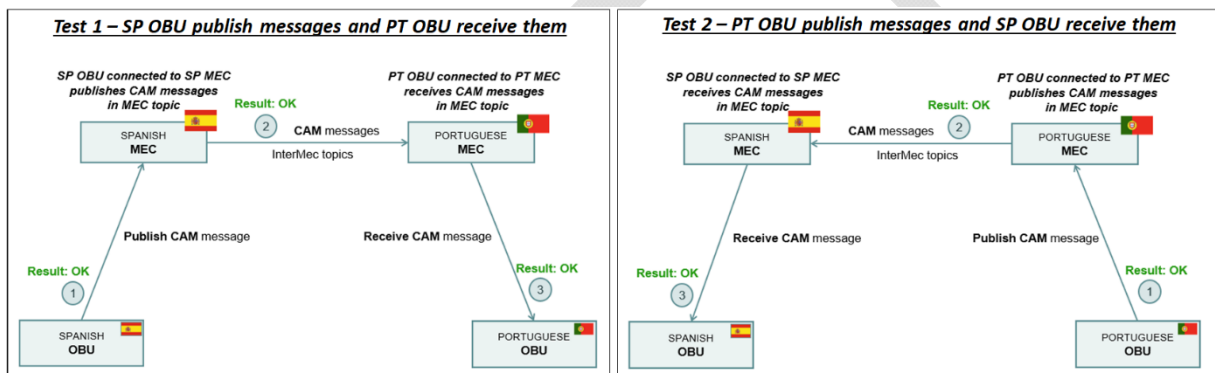 Test 1 – SP OBU publish messages and PT OBU receive them
SP OBU connected to SP MEC
publishes CAM messages
in MEC topic
PT OBU connected to PT MEC
receives CAM messages
in MEC topic
Result: OK
2
SPANISH
MEC
CAM messages
InterMec topics
PORTUGUESE
MEC
Publish CAM message
Receive CAM message
Result: OK
1
Result: OK
3
SPANISH
OBU
PORTUGUESE
OBU
Test 2 – PT OBU publish messages and SP OBU receive them
SP OBU connected to SP MEC
receives CAM messages
in MEC topic
PT OBU connected to PT MEC
publishes CAM messages
in MEC topic
Result: OK
2
SPANISH
MEC
CAM messages
InterMec topics
PORTUGUESE
MEC
Receive CAM message
Publish CAM message
Result: OK
3
Result: OK
1
SPANISH
OBU
PORTUGUESE
OBU